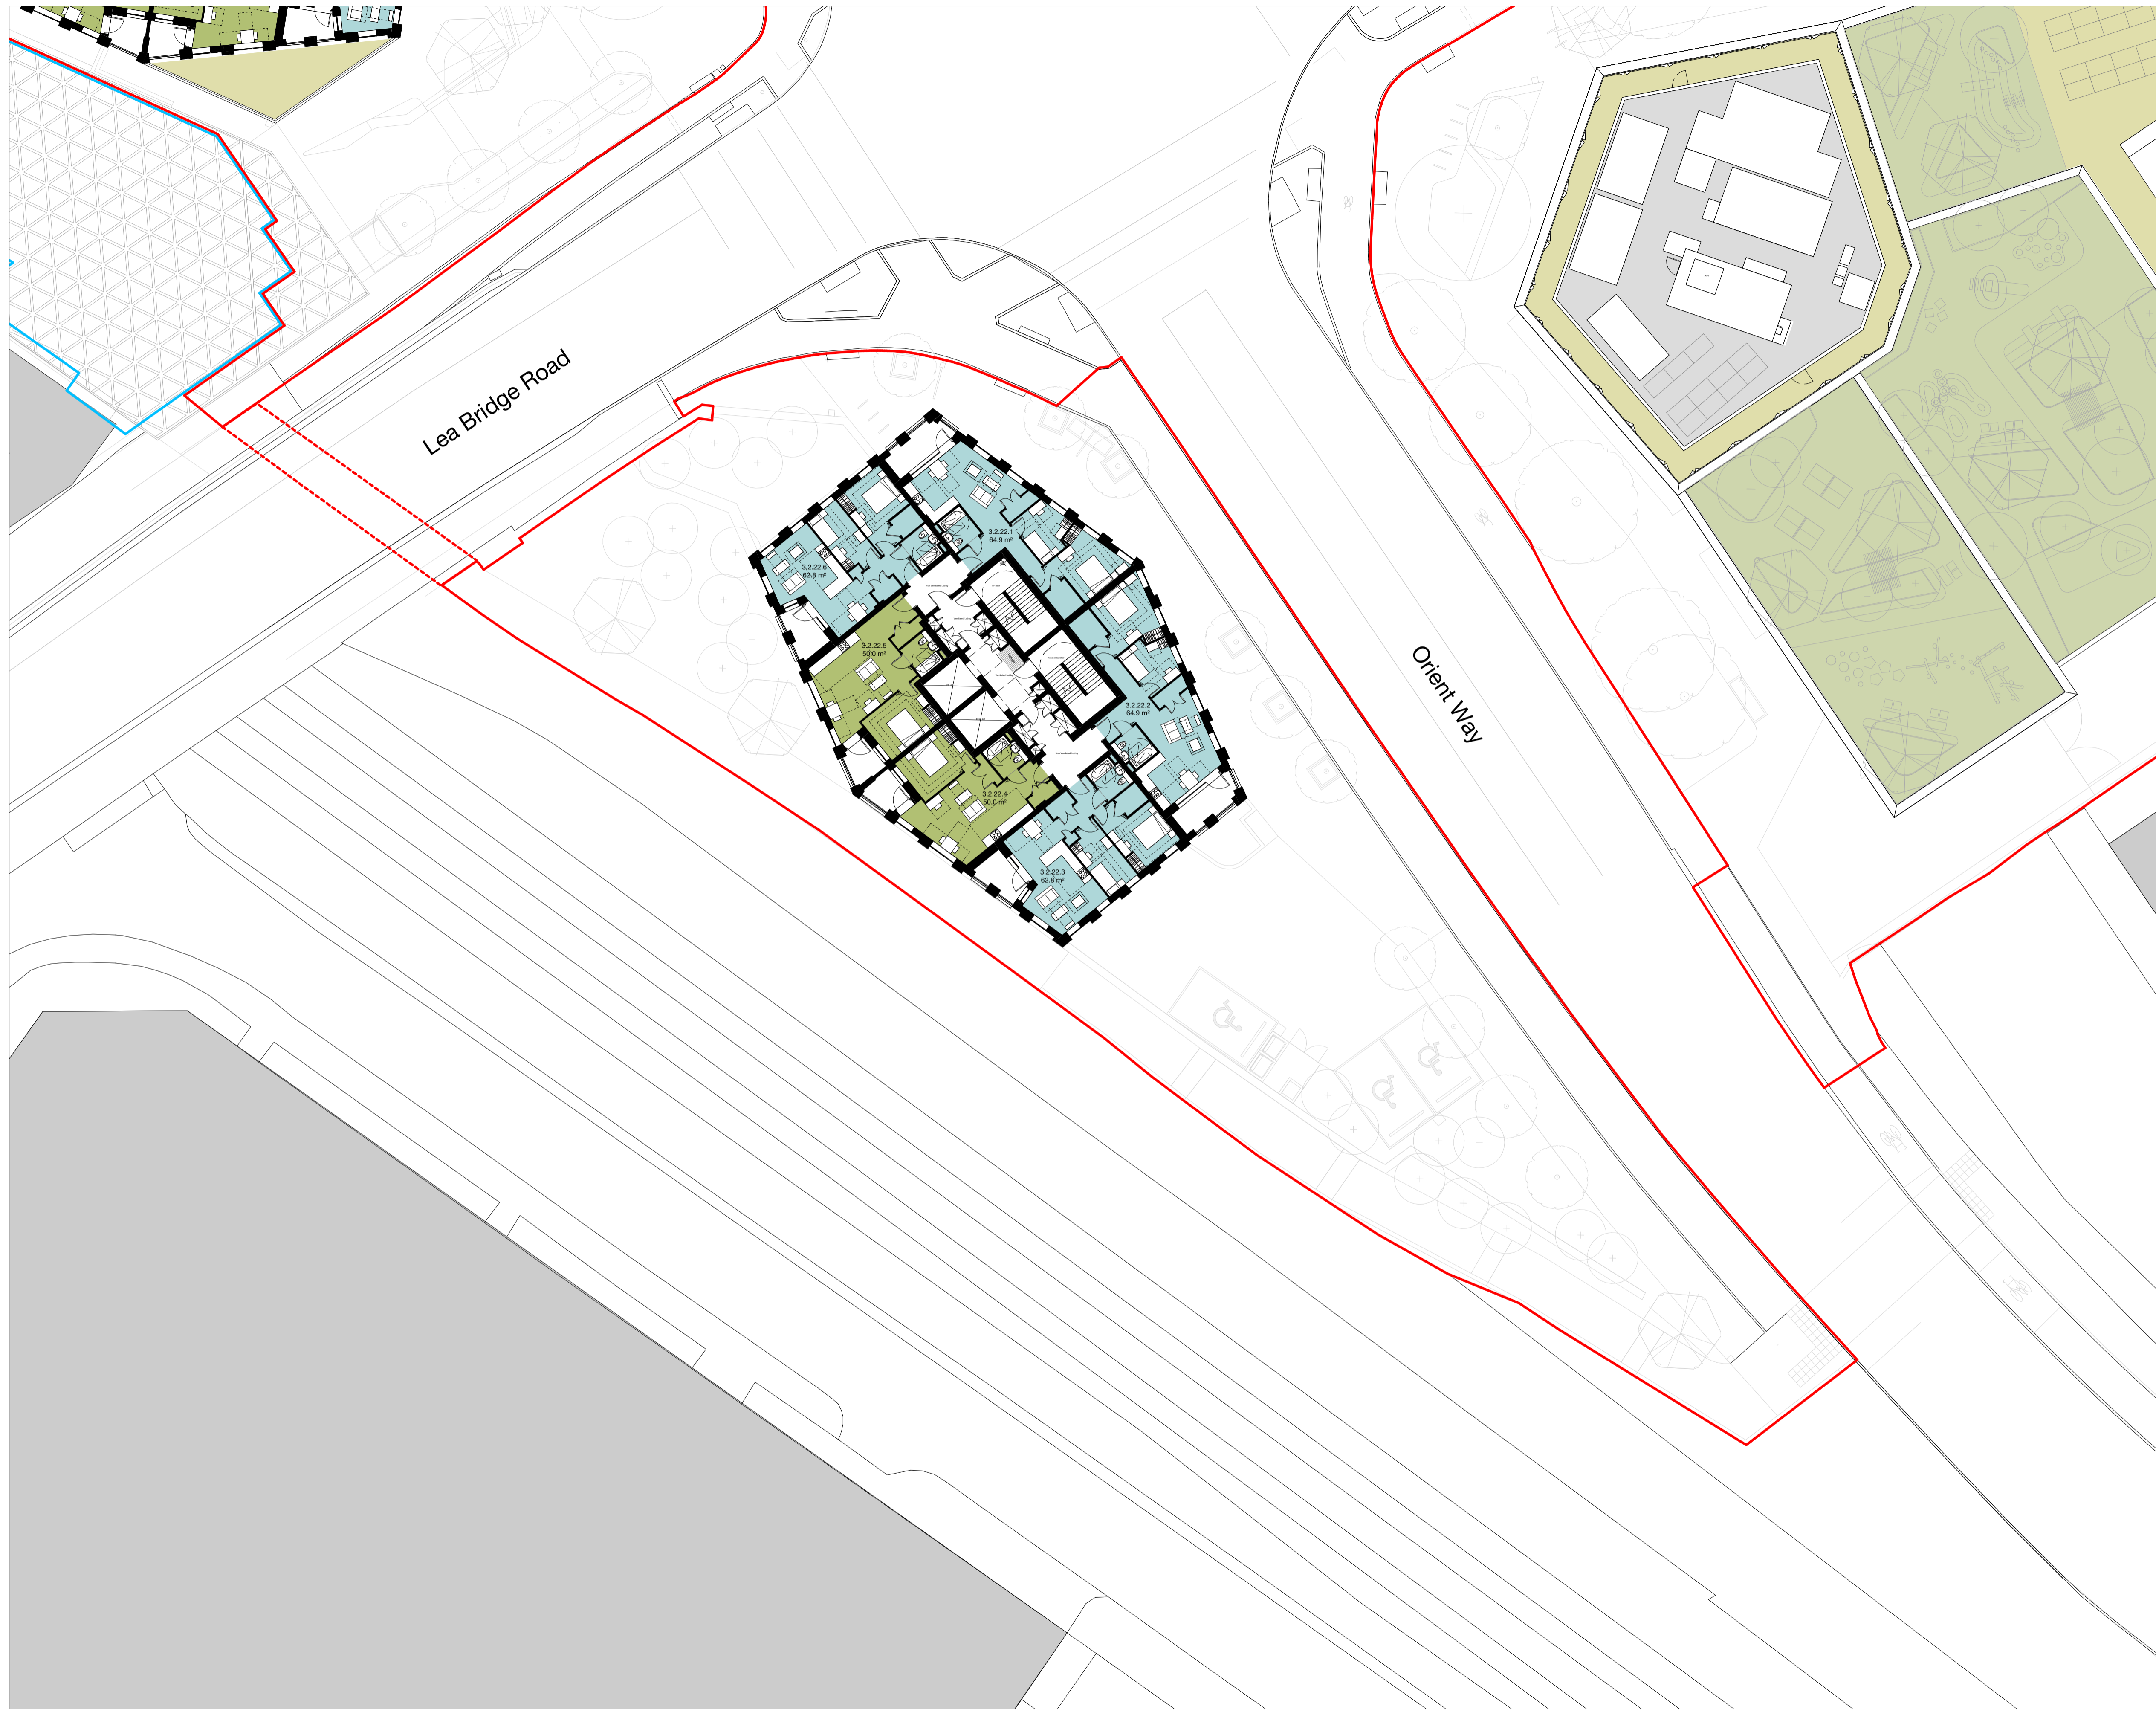 Lea Bridge Road
Orient Way
3.2.22.1
64.9 m²
3.2.22.6
62.8 m²
3.2.22.5
50.0 m²
3.2.22.2
64.9 m²
3.2.22.4
50.0 m²
3.2.22.3
62.8 m²